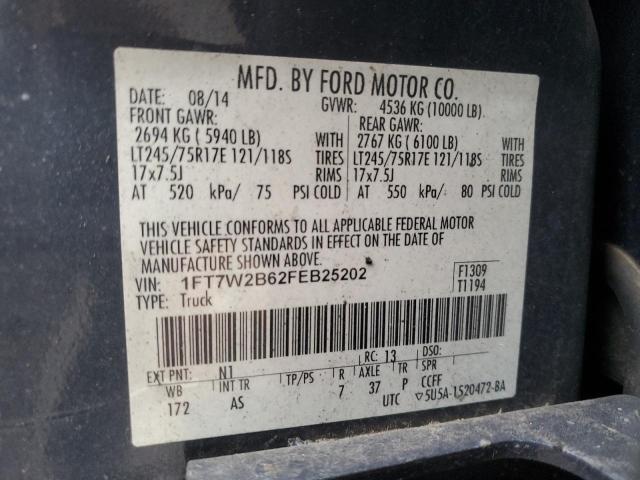 MFD. BY FORD MOTOR CO.
DATE: 08/14 GVWR: 4536 KG (10000 LB)
FRONT GAWR: REAR GAWR:
2694 KG ( 5940 LB) WITH 2767 KG ( 6100 LB) WITH
LT245/75R17E 121/118S TIRES LT245/75R17E 121/118S TIRES
17x7.5J RIMS 17x7.5J RIMS
AT 520 kPa/ 75 PSI COLD AT 550 kPa/ 80 PSI COLD
THIS VEHICLE CONFORMS TO ALL APPLICABLE FEDERAL MOTOR
VEHICLE SAFETY STANDARDS IN EFFECT ON THE DATE OF
MANUFACTURE SHOWN ABOVE.
VIN: 1FT7W2B62FEB25202 F1309
TYPE: Truck T1194
EXT PNT: N1 RC: 13 DSO:
WB INT TR TP/PS R AXLE TR SPR
172 AS 7 37 P CCFF
UTC ▽5U5A-1520472-BA